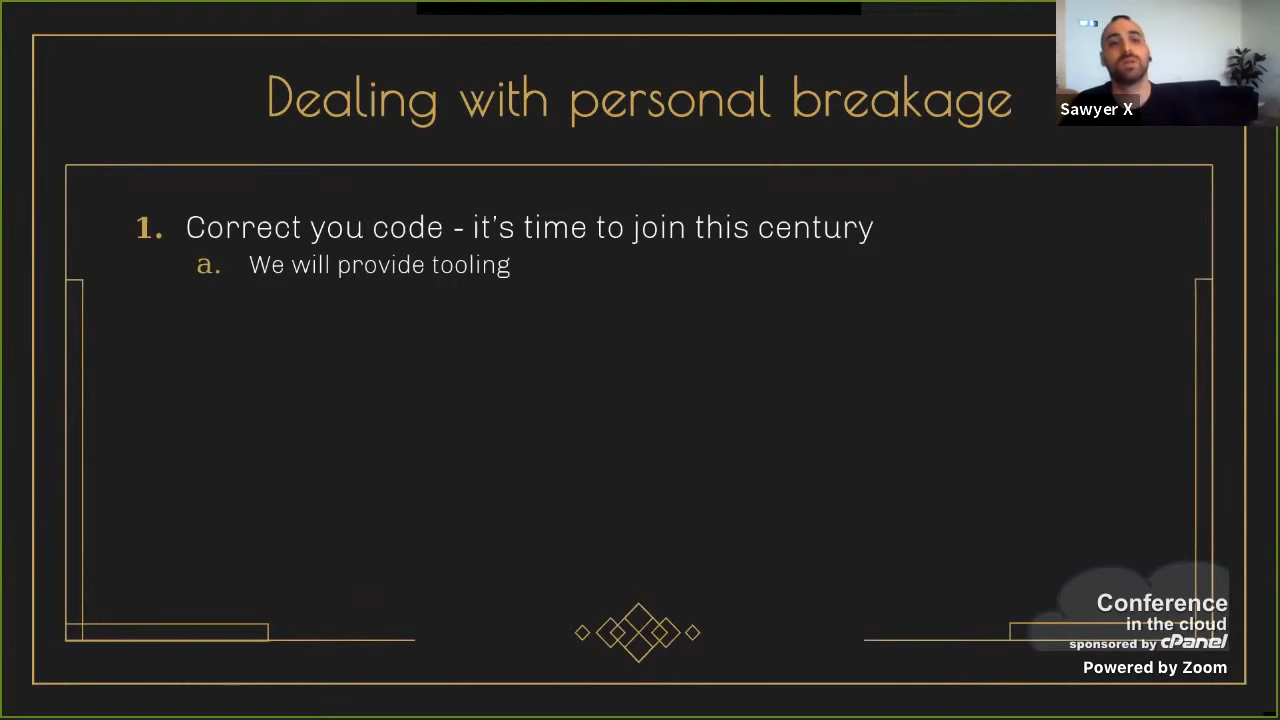 Dealing with personal breakage
Sawyer X
1. Correct you code - it's time to join this century
a. We will provide tooling
Conference
in the cloud
sponsored by cPanel
Powered by Zoom